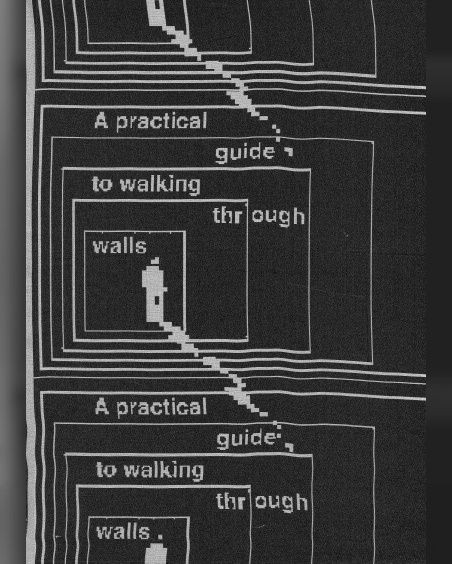 A practical
guide
to walking
thr ough
walls
A practical
guide
to walking
thr ough
walls